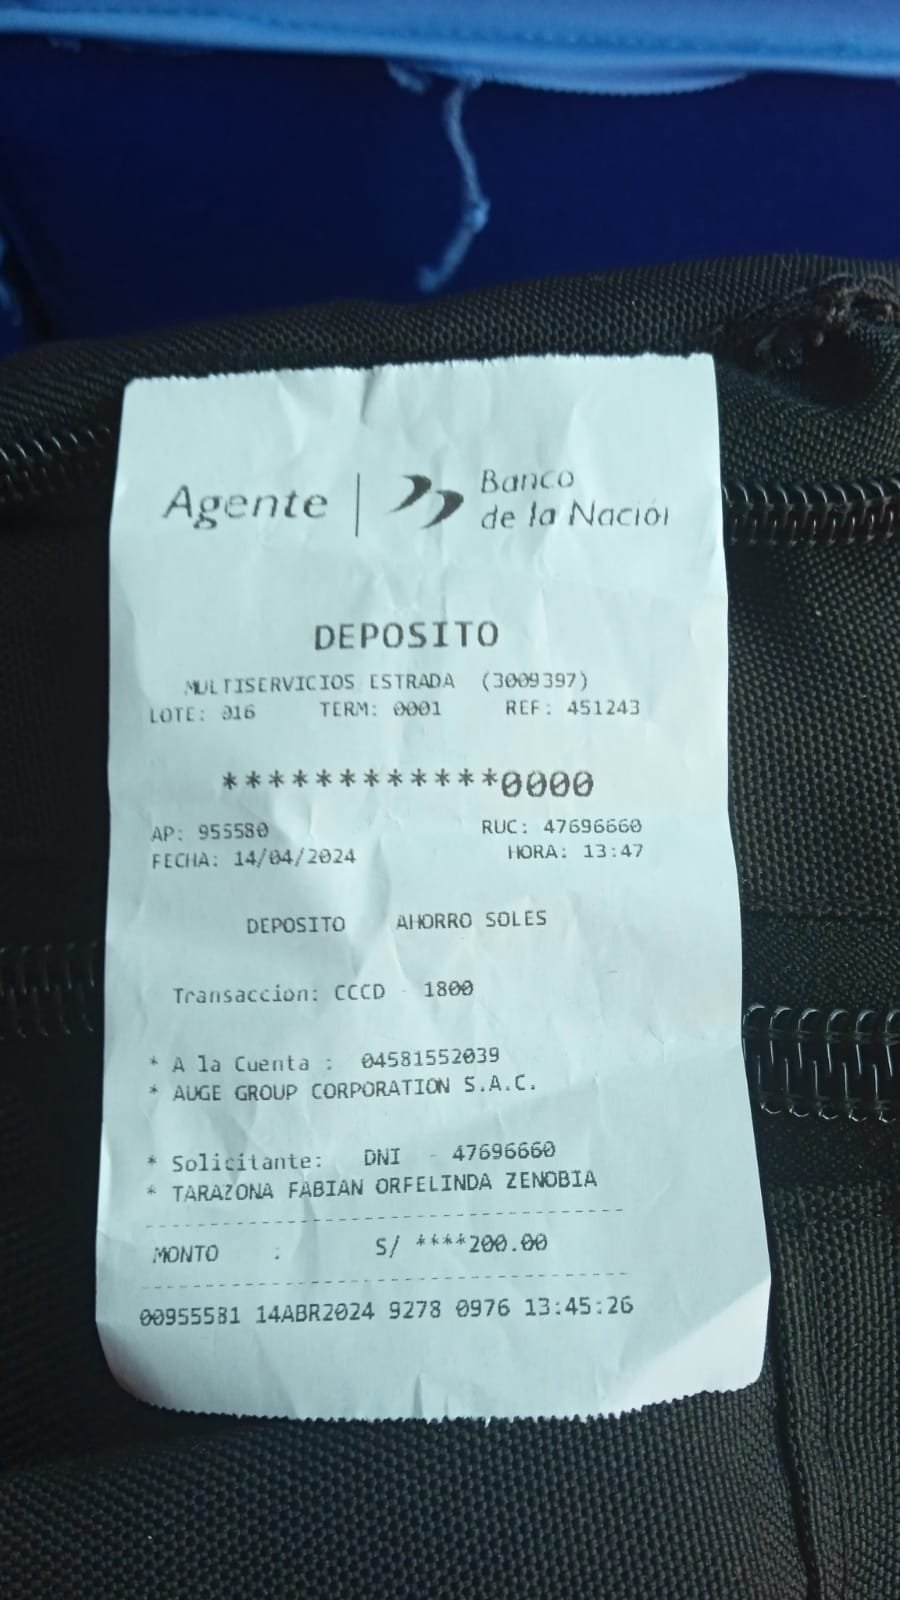 Agente | Banco
de la Nación
DEPOSITO
MULTISERVICIOS ESTRADA (3009397)
LOTE: 016 TERM: 0001 REF: 451243
************0000
AP: 955580 RUC: 47696660
FECHA: 14/04/2024 HORA: 13:47
DEPOSITO AHORRO SOLES
Transaccion: CCCD - 1800
* A la Cuenta : 04581552039
* AUGE GROUP CORPORATION S.A.C.
* Solicitante: DNI - 47696660
* TARAZONA FABIAN ORFELINDA ZENOBIA
MONTO : S/ ****200.00
00955581 14ABR2024 9278 0976 13:45:26